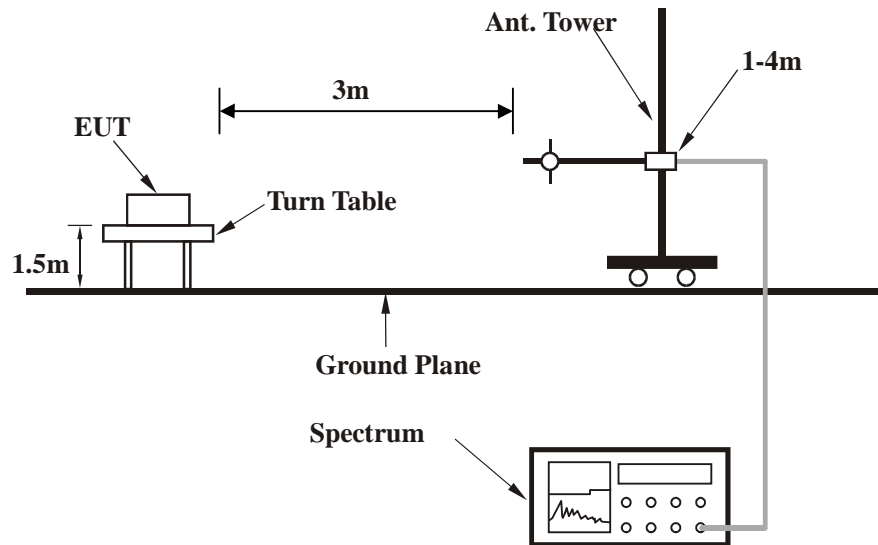 Ant. Tower
1-4m
3m
EUT
Turn Table
1.5m
Ground Plane
Spectrum